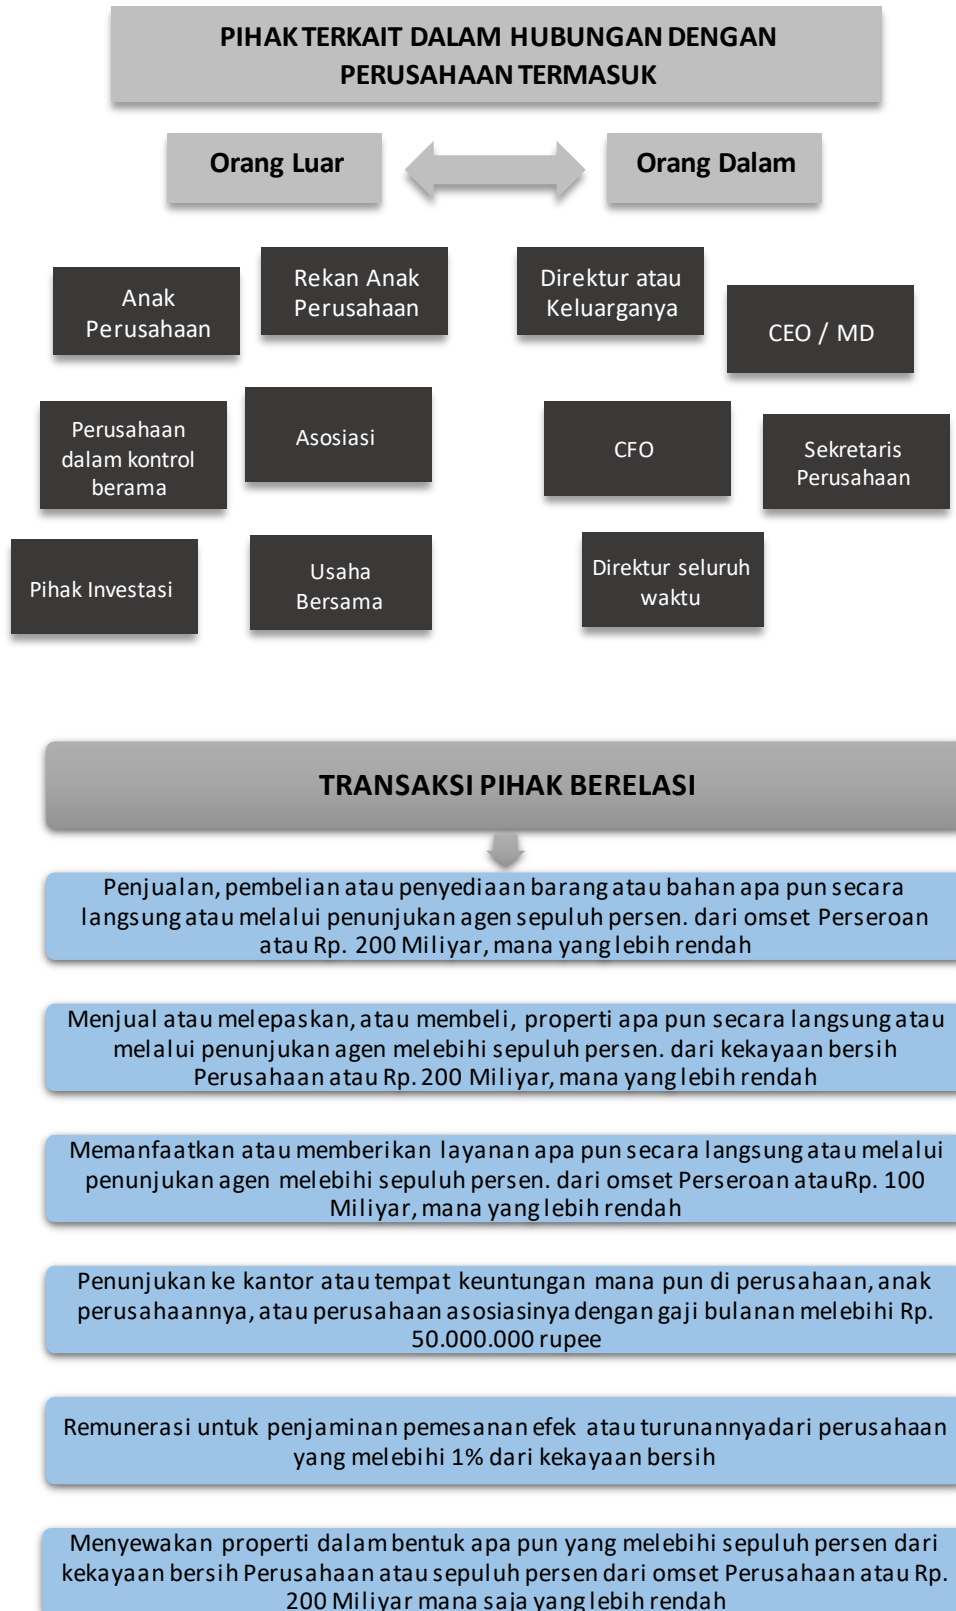 PIHAK TERKAIT DALAM HUBUNGAN DENGAN
PERUSAHAAN TERMASUK
Orang Luar
Orang Dalam
Anak
Perusahaan
Rekan Anak
Perusahaan
Direktur atau
Keluarganya
CEO / MD
Perusahaan
dalam kontrol
berama
Asosiasi
CFO
Sekretaris
Perusahaan
Pihak Investasi
Usaha
Bersama
Direktur seluruh
waktu
TRANSAKSI PIHAK BERELASI
Penjualan, pembelian atau penyediaan barang atau bahan apa pun secara
langsung atau melalui penunjukan agen sepuluh persen. dari omset Perseroan
atau Rp. 200 Miliyar, mana yang lebih rendah
Menjual atau melepaskan, atau membeli, properti apa pun secara langsung atau
melalui penunjukan agen melebihi sepuluh persen. dari kekayaan bersih
Perusahaan atau Rp. 200 Miliyar, mana yang lebih rendah
Memanfaatkan atau memberikan layanan apa pun secara langsung atau melalui
penunjukan agen melebihi sepuluh persen. dari omset Perseroan atauRp. 100
Miliyar, mana yang lebih rendah
Penunjukan ke kantor atau tempat keuntungan mana pun di perusahaan, anak
perusahaannya, atau perusahaan asosiasinya dengan gaji bulanan melebihi Rp.
50.000.000 rupee
Remunerasi untuk penjaminan pemesanan efek atau turunannyadari perusahaan
yang melebihi 1% dari kekayaan bersih
Menyewakan properti dalam bentuk apa pun yang melebihi sepuluh persen dari
kekayaan bersih Perusahaan atau sepuluh persen dari omset Perusahaan atau Rp.
200 Miliyar mana saja yang lebih rendah